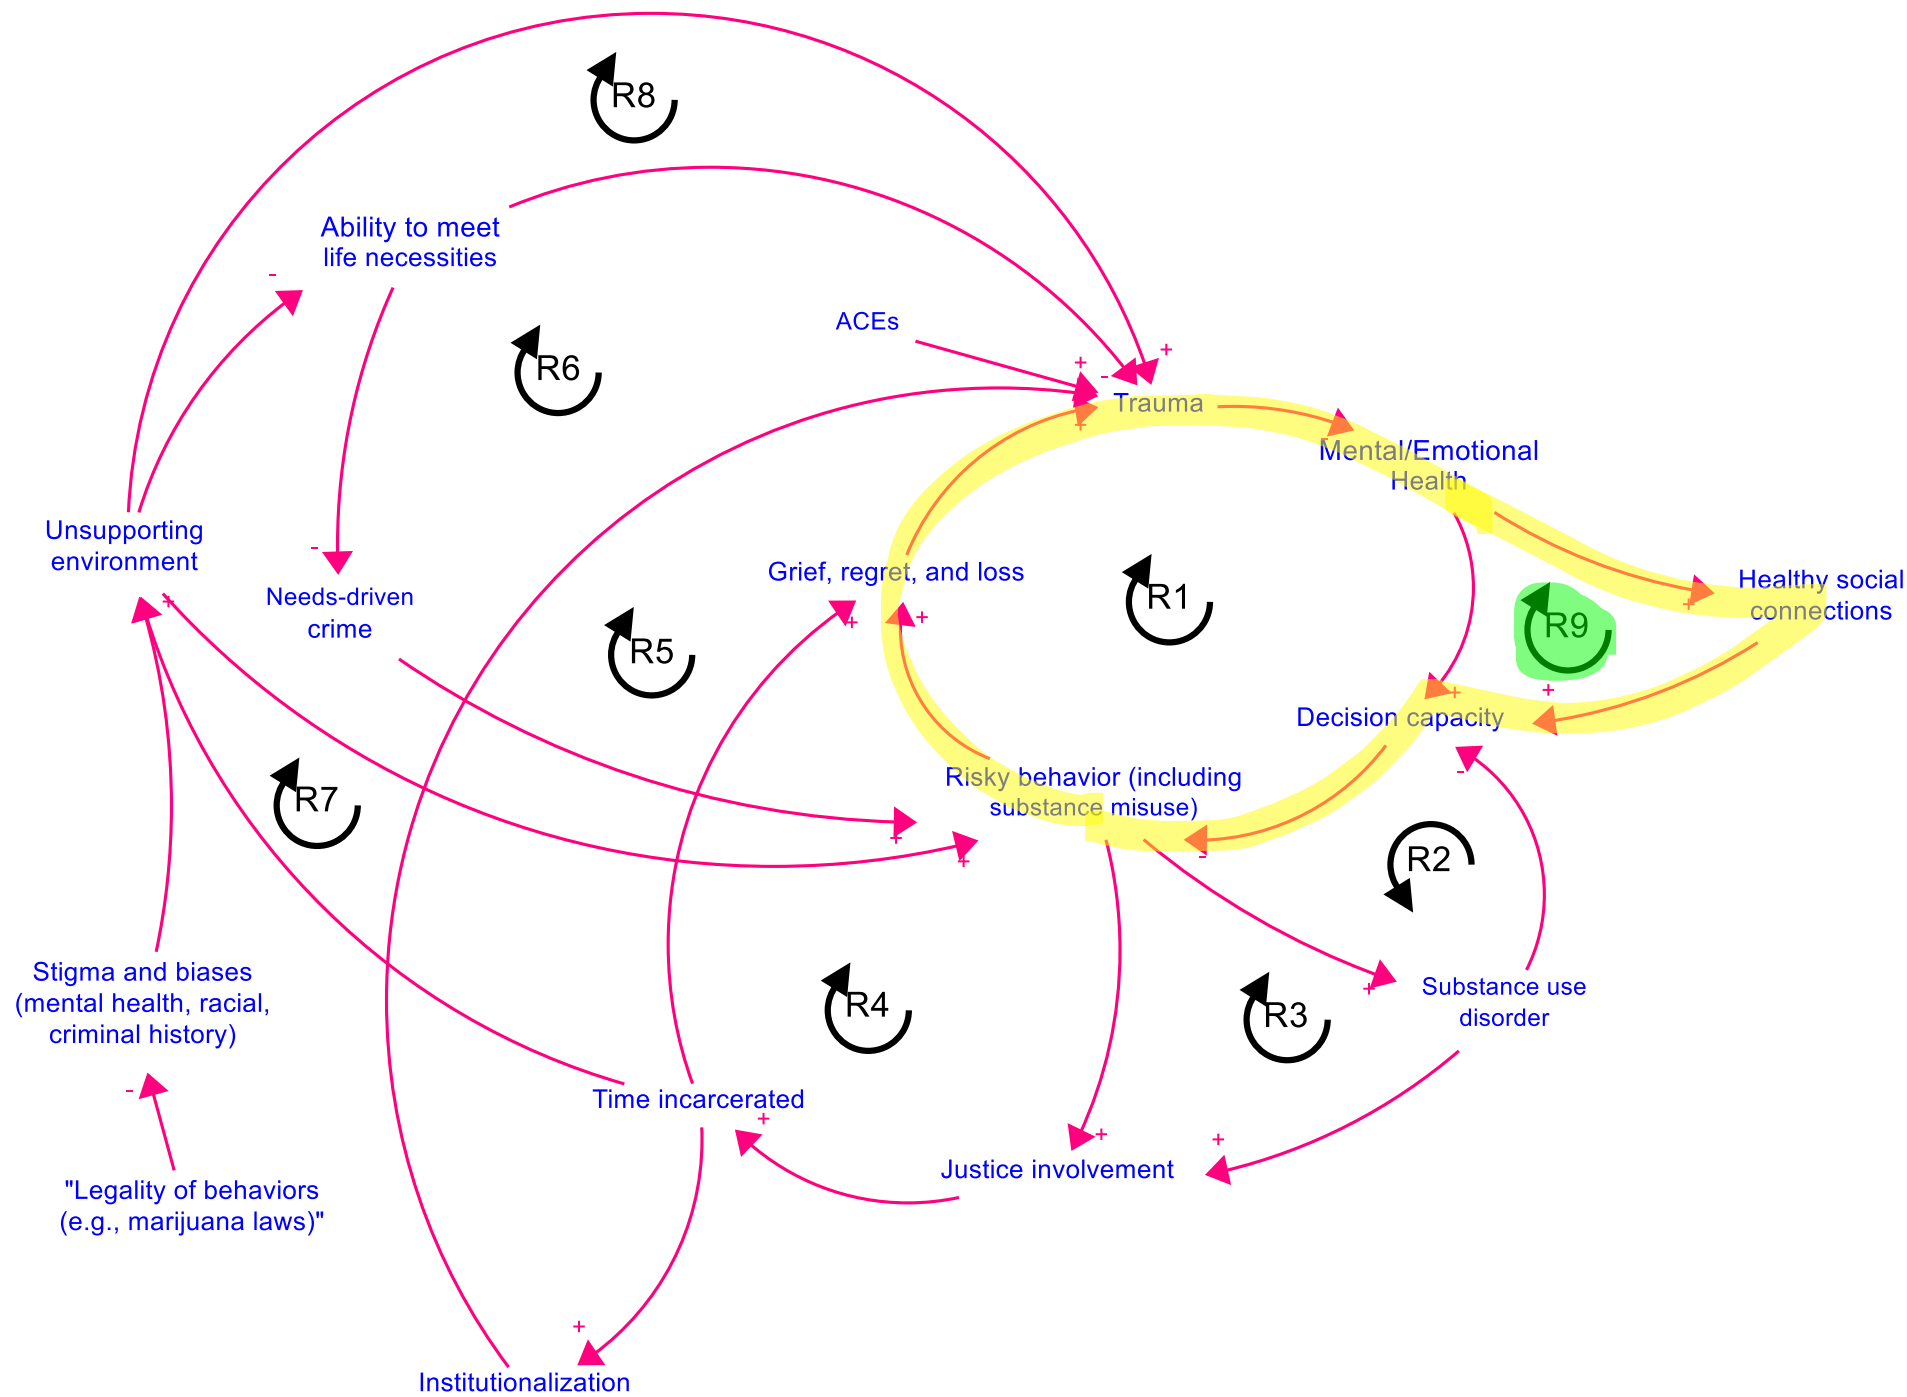 R8
Ability to meet
life necessities
-
ACEs
+
+
-
R6
Trauma
+
-
Mental/Emotional
Health
Unsupporting
environment
-
Grief, regret, and loss
R1
Healthy social
connections
+
R9
Needs-driven
crime
+
+
+
R5
+
+
Decision capacity
-
Risky behavior (including
substance misuse)
R7
+
+
-
R2
Stigma and biases
(mental health, racial,
criminal history)
R4
R3
+
Substance use
disorder
-
Time incarcerated
+
+
+
Justice involvement
"Legality of behaviors
(e.g., marijuana laws)"
+
Institutionalization